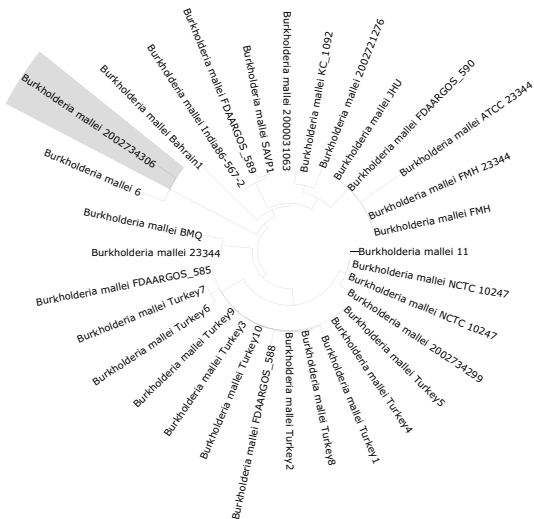 Burkholderia mallei 2000031063
Burkholderia mallei KC_1092
Burkholderia mallei 2002721276
Burkholderia mallei JHU
Burkholderia mallei FDAARGOS_590
Burkholderia mallei ATCC 23344
Burkholderia mallei FMH 23344
Burkholderia mallei FMH
Burkholderia mallei 11
Burkholderia mallei NCTC 10247
Burkholderia mallei NCTC 10247
Burkholderia mallei 2002734299
Burkholderia mallei Turkey5
Burkholderia mallei Turkey4
Burkholderia mallei Turkey1
Burkholderia mallei Turkey8
Burkholderia mallei Turkey2
Burkholderia mallei FDAARGOS_588
Burkholderia mallei Turkey10
Burkholderia mallei Turkey3
Burkholderia mallei Turkey9
Burkholderia mallei Turkey6
Burkholderia mallei Turkey7
Burkholderia mallei FDAARGOS_585
Burkholderia mallei 23344
Burkholderia mallei BMQ
Burkholderia mallei 6
Burkholderia mallei 2002734306
Burkholderia mallei Bahrain1
Burkholderia mallei India86-567-2
Burkholderia mallei FDAARGOS_589
Burkholderia mallei SAVP1